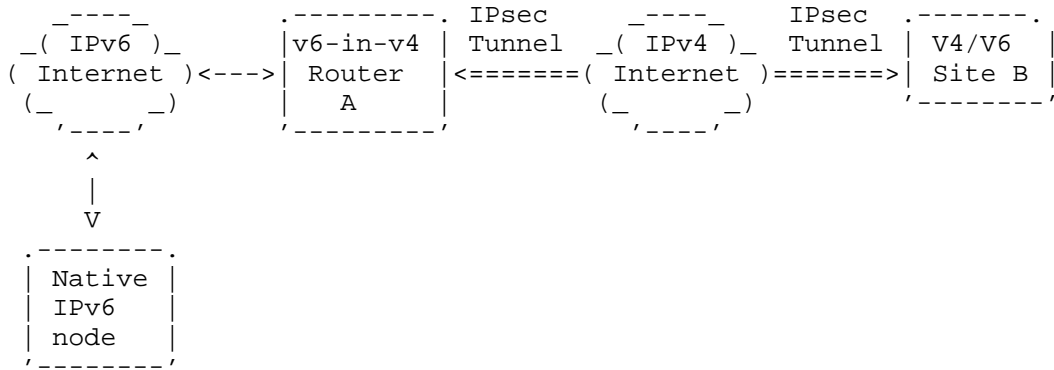 _----_ .---------. IPsec _----_ IPsec .-------.
_( IPv6 )_ |v6-in-v4 | Tunnel _( IPv4 )_ Tunnel | V4/V6 |
( Internet )<--->| Router |<=======( Internet )=======>| Site B |
(_ _) | A | (_ _) '--------'
'----' '---------' '----'
^
|
V
.--------.
| Native |
| IPv6 |
| node |
'--------'